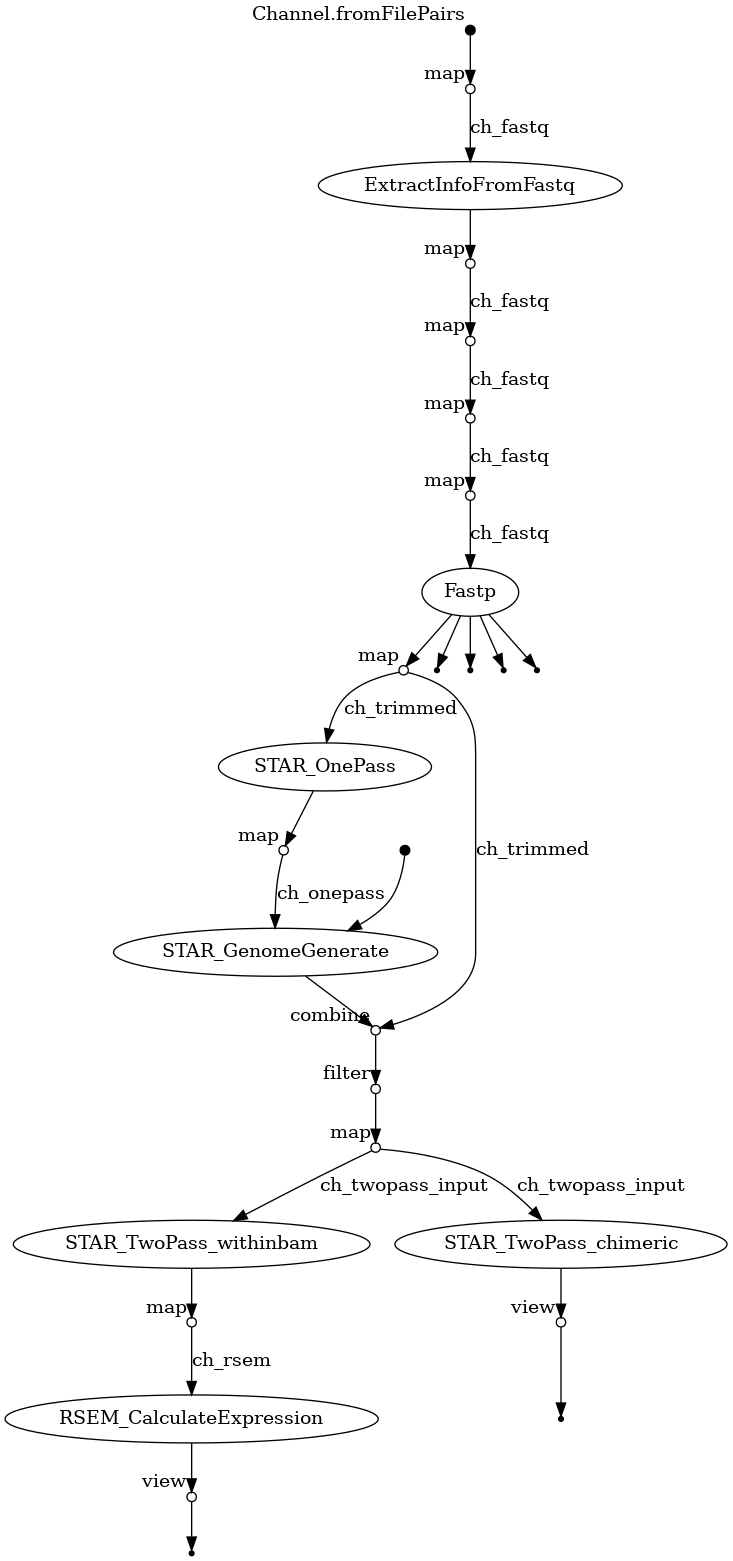 Channel.fromFilePairs
map
ch_fastq
ExtractInfoFromFastq
map
ch_fastq
map
ch_fastq
map
ch_fastq
map
ch_fastq
Fastp
map
ch_trimmed
STAR_OnePass
map
ch_trimmed
ch_onepass
STAR_GenomeGenerate
combine
filter
map
ch_twopass_input
ch_twopass_input
STAR_TwoPass_withinbam
STAR_TwoPass_chimeric
map
view
ch_rsem
RSEM_CalculateExpression
view